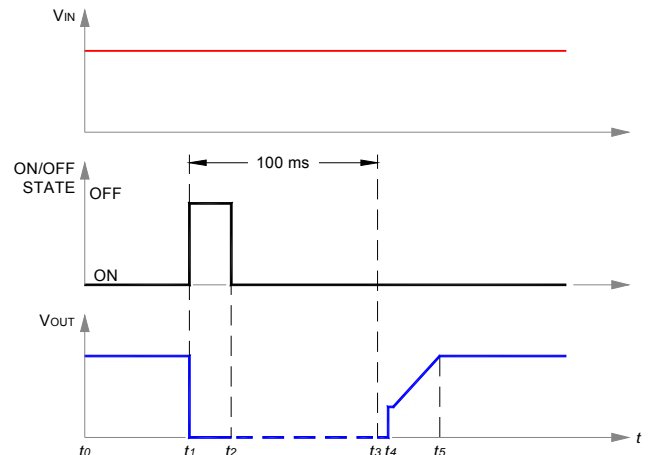 VIN
100 ms
ON/OFF
STATE
OFF
ON
VOUT
t0 t1 t2 t3 t4 t5 t